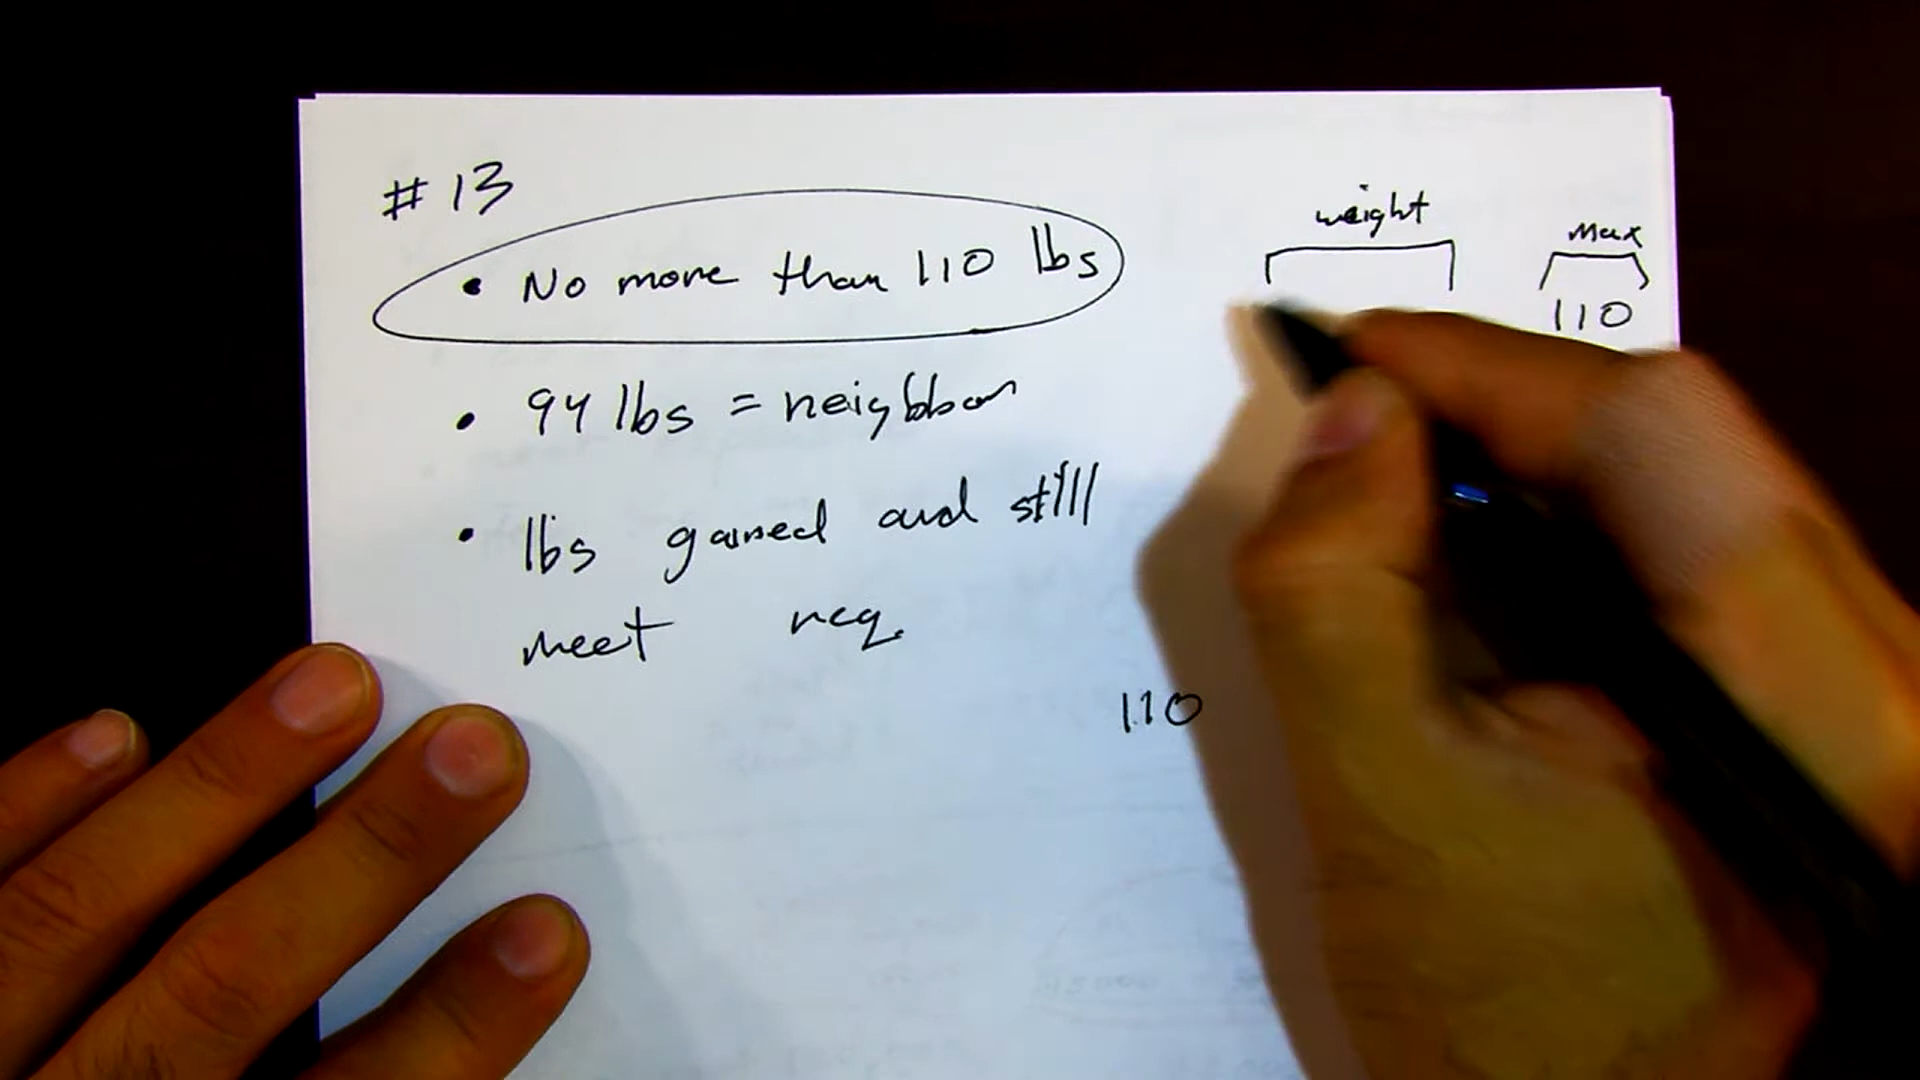 #13
• No more than 110 lbs
• 94 lbs = neighbor
• lbs gained and still
meet req.
weight
max
110
110